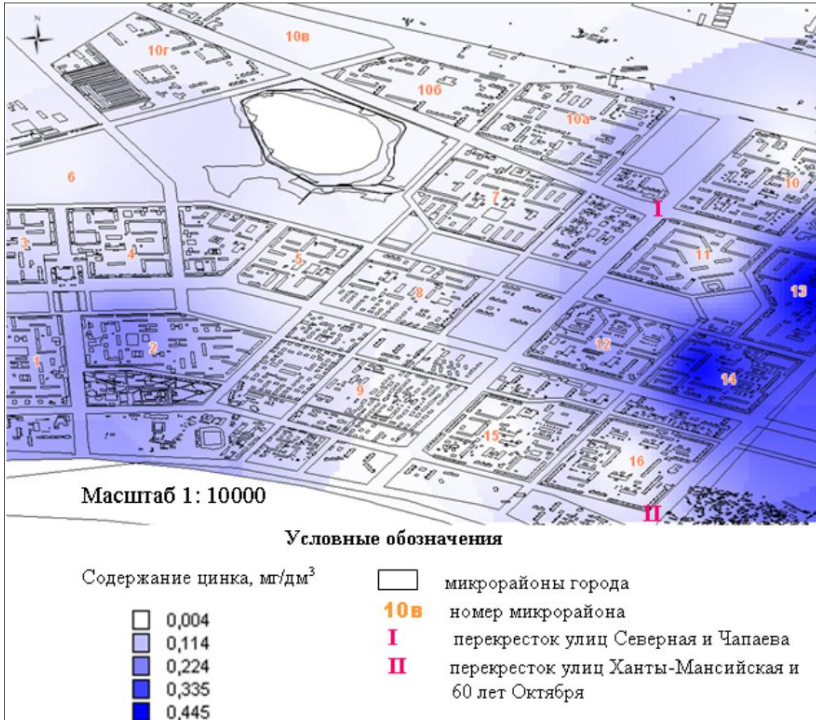 10г
10в
10б
10а
6
7
10
3
4
5
I
11
8
13
1
2
12
14
9
15
16
Масштаб 1: 10000
II
Условные обозначения
Содержание цинка, мг/дм³
0,004
0,114
0,224
0,335
0,445
микрорайоны города
10в номер микрорайона
I перекресток улиц Северная и Чапаева
II перекресток улиц Ханты-Мансийская и
60 лет Октября